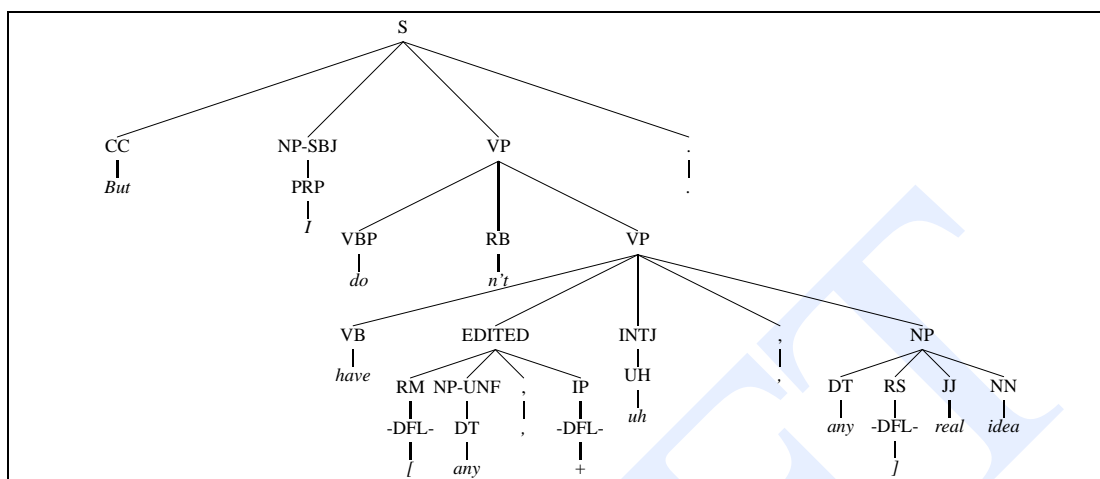 S
CC NP-SBJ VP .
But PRP .
I
VBP RB VP
do n't
VB EDITED INTJ , NP
have UH ,
RM NP-UNF , IP DT RS JJ NN
uh
-DFL- DT , -DFL- any -DFL- real idea
[ any + ]